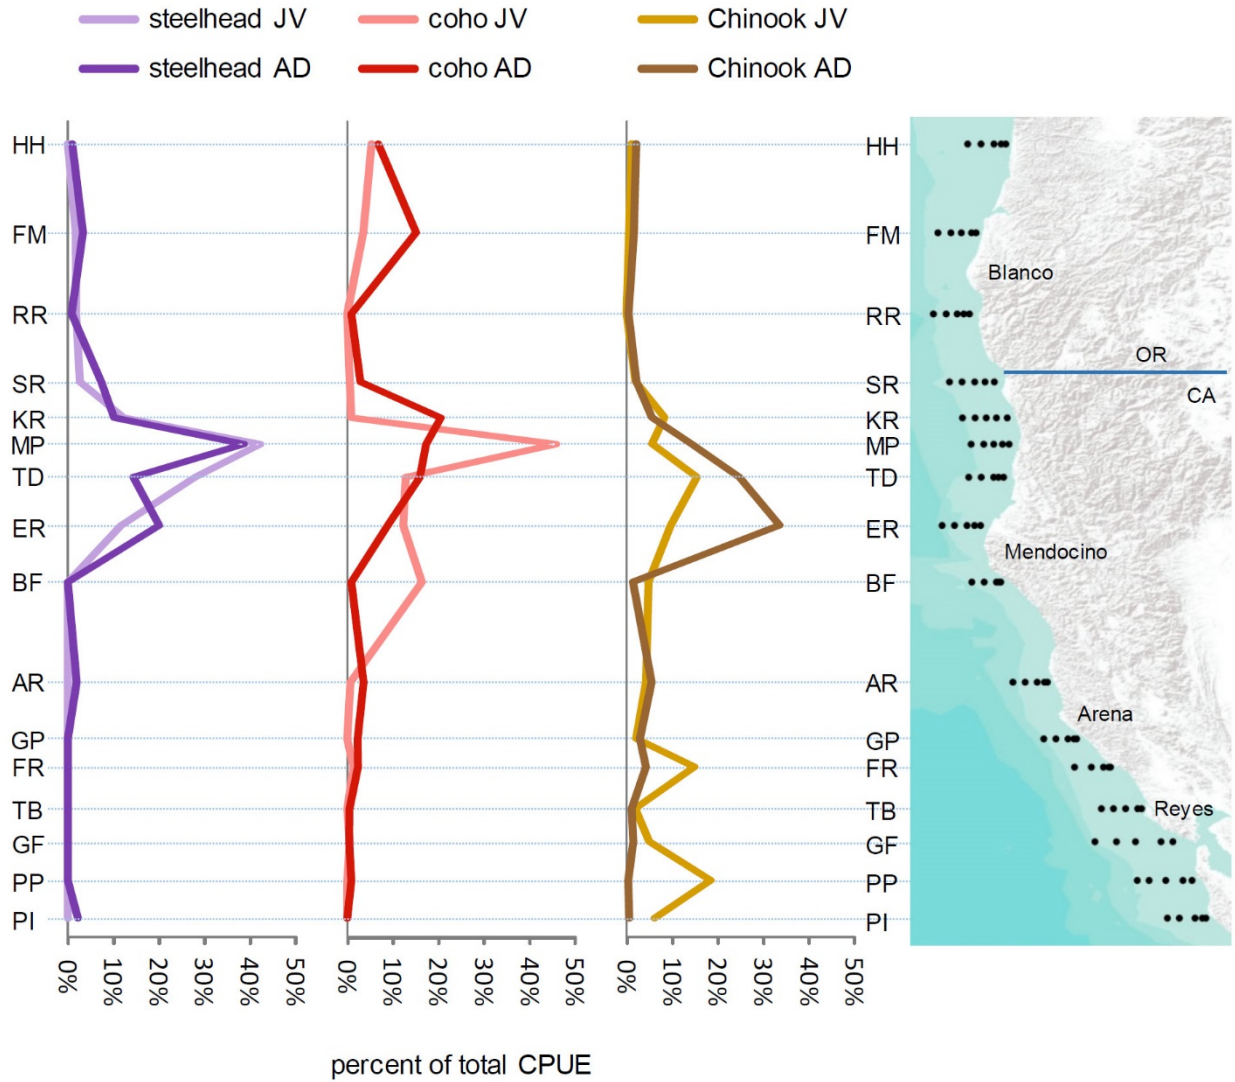 steelhead JV coho JV Chinook JV
steelhead AD coho AD Chinook AD
HH HH
FM FM
Blanco
RR RR
OR
SR SR
CA
KR KR
MP MP
TD TD
ER ER
Mendocino
BF BF
AR AR
Arena
GP GP
FR FR
TB TB Reyes
GF GF
PP PP
PI PI
0% 10% 20% 30% 40% 50% 0% 10% 20% 30% 40% 50% 0% 10% 20% 30% 40% 50%
percent of total CPUE